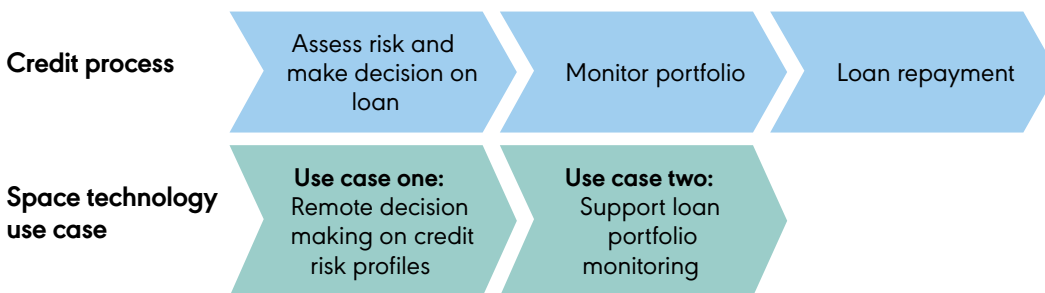 Credit process
Assess risk and
make decision on
loan
Monitor portfolio
Loan repayment
Space technology
use case
Use case one:
Remote decision
making on credit
risk profiles
Use case two:
Support loan
portfolio
monitoring